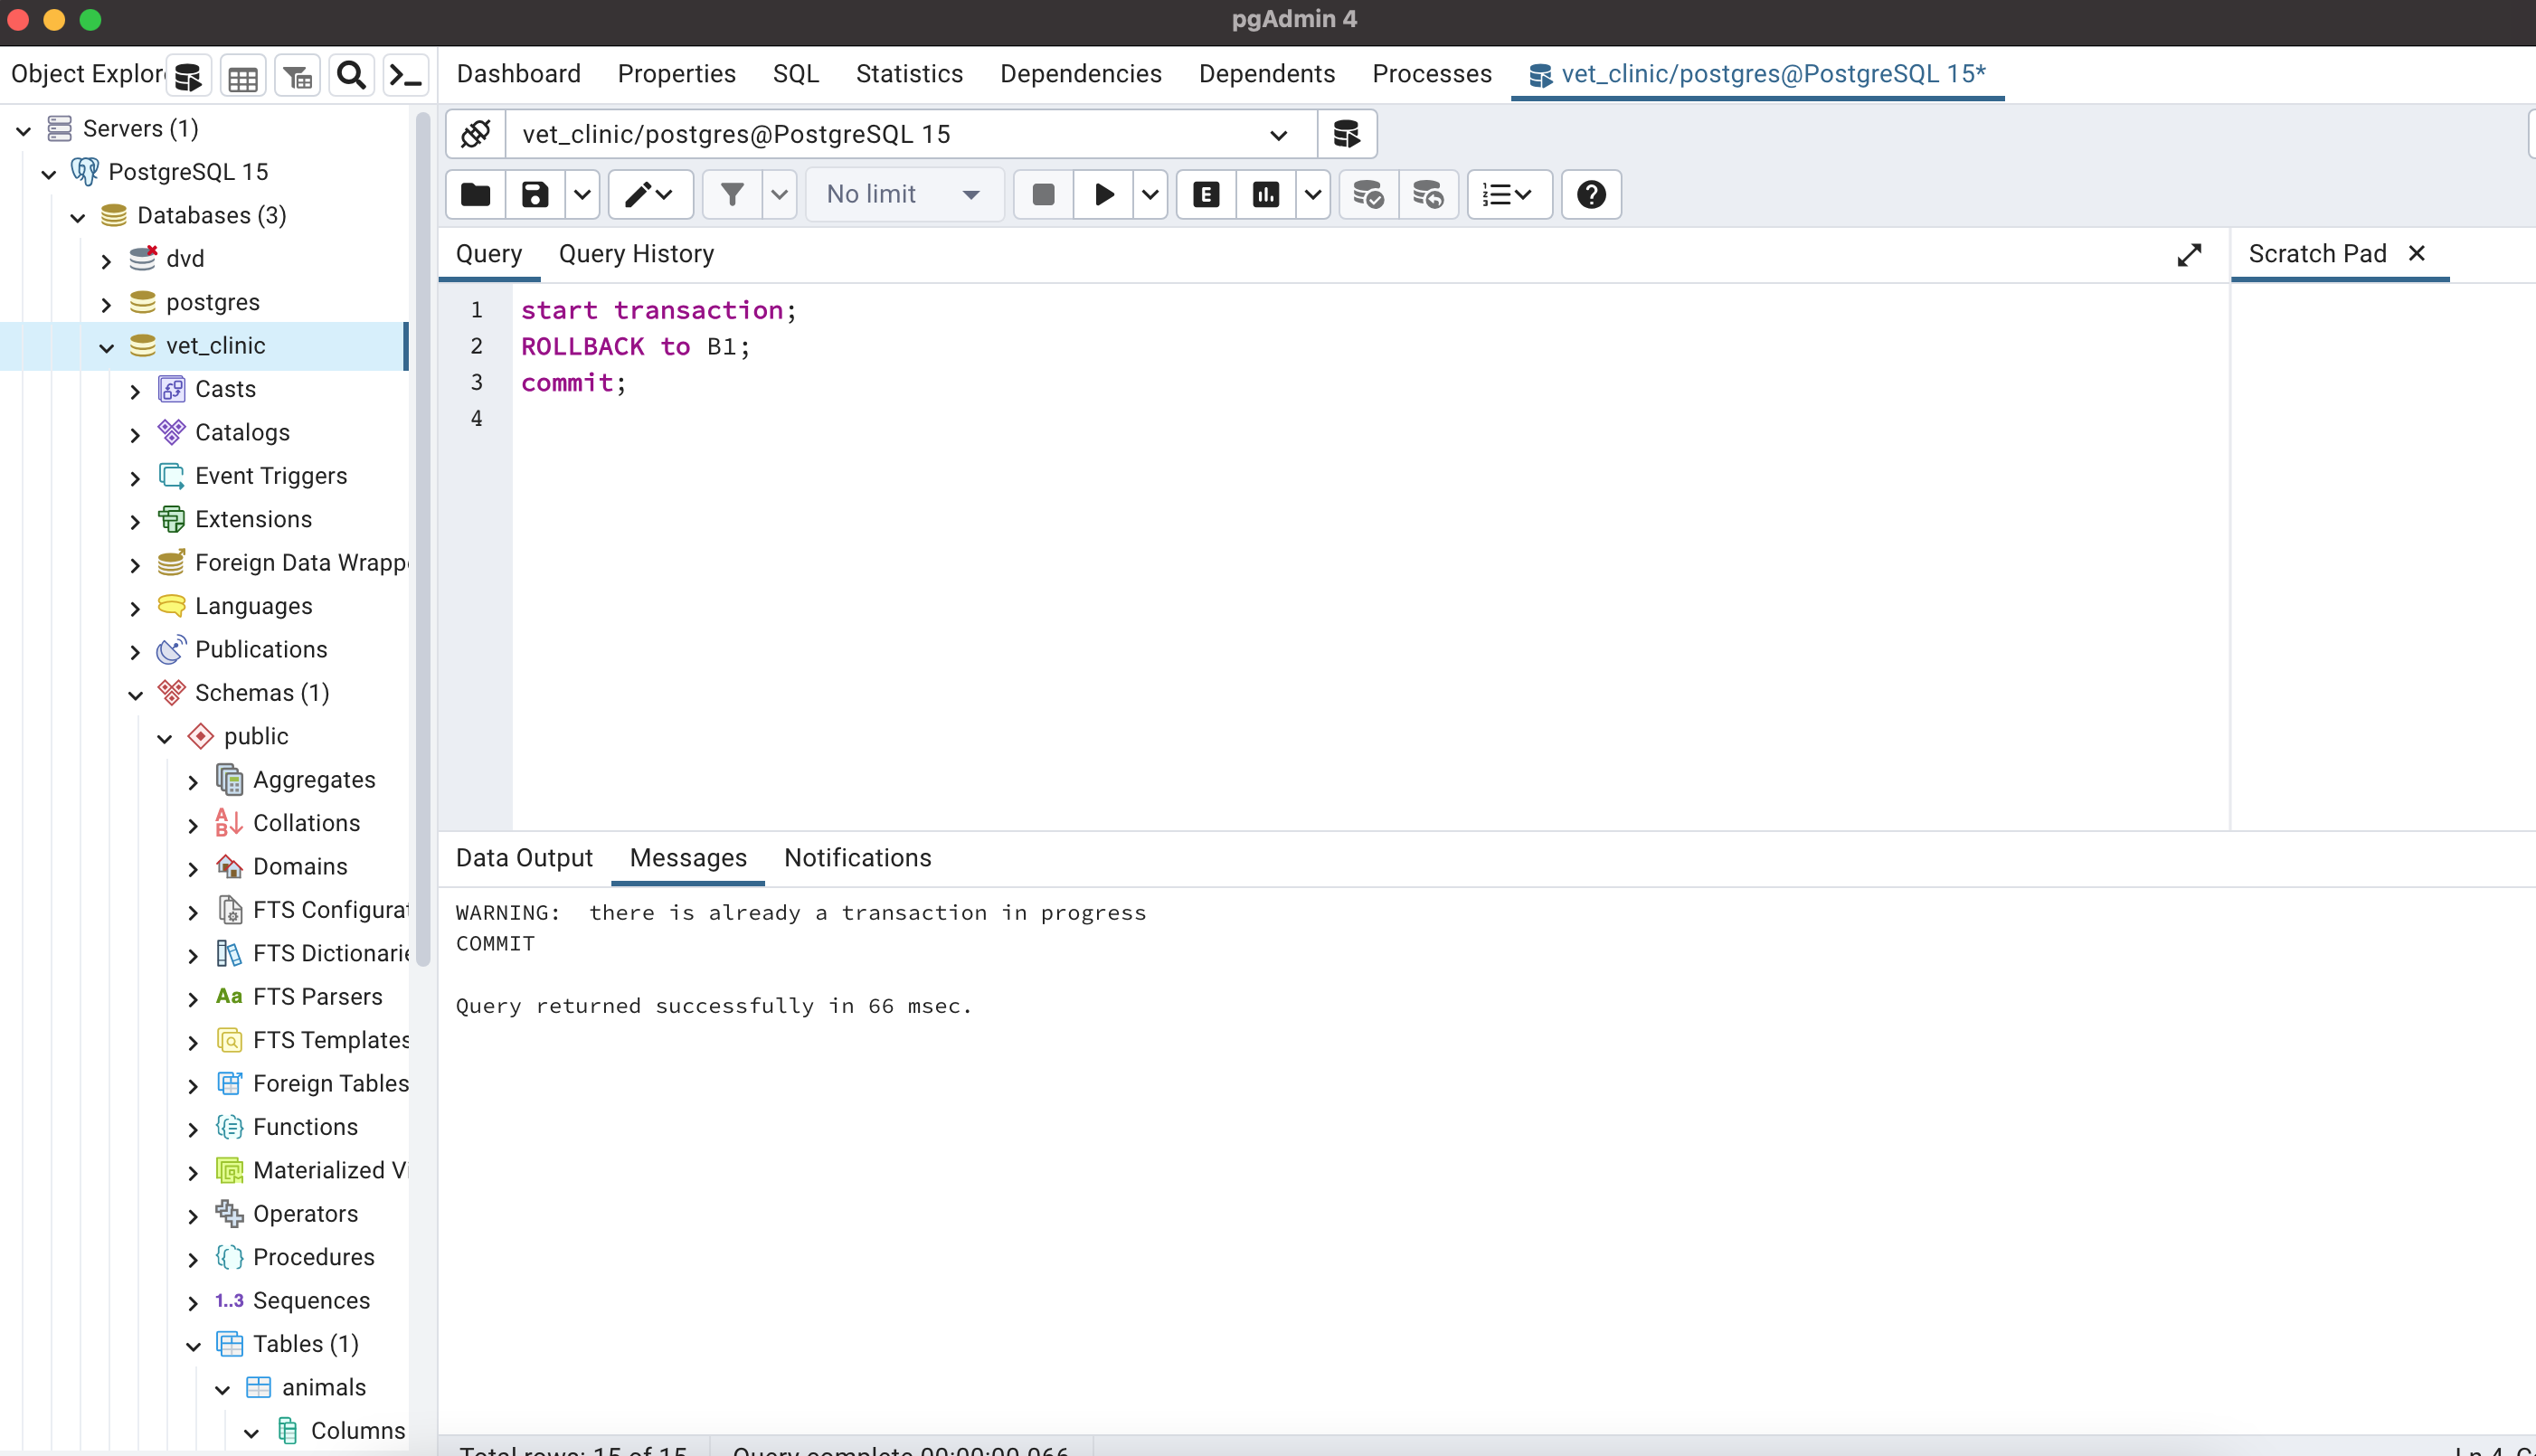 pgAdmin 4
Object Explor
Dashboard Properties SQL Statistics Dependencies Dependents Processes vet_clinic/postgres@PostgreSQL 15*
Servers (1)
PostgreSQL 15
Databases (3)
dvd
postgres
vet_clinic
Casts
Catalogs
Event Triggers
Extensions
Foreign Data Wrapp
Languages
Publications
Schemas (1)
public
Aggregates
Collations
Domains
FTS Configurat
FTS Dictionarie
Aa FTS Parsers
FTS Templates
Foreign Tables
Functions
Materialized Vi
Operators
Procedures
1..3 Sequences
Tables (1)
animals
Columns
vet_clinic/postgres@PostgreSQL 15
No limit
E
Query Query History
Scratch Pad
1 start transaction;
2 ROLLBACK to B1;
3 commit;
4
Data Output Messages Notifications
WARNING:  there is already a transaction in progress
COMMIT
Query returned successfully in 66 msec.
Total rows: 15 of 15 Query complete 00:00:00.066